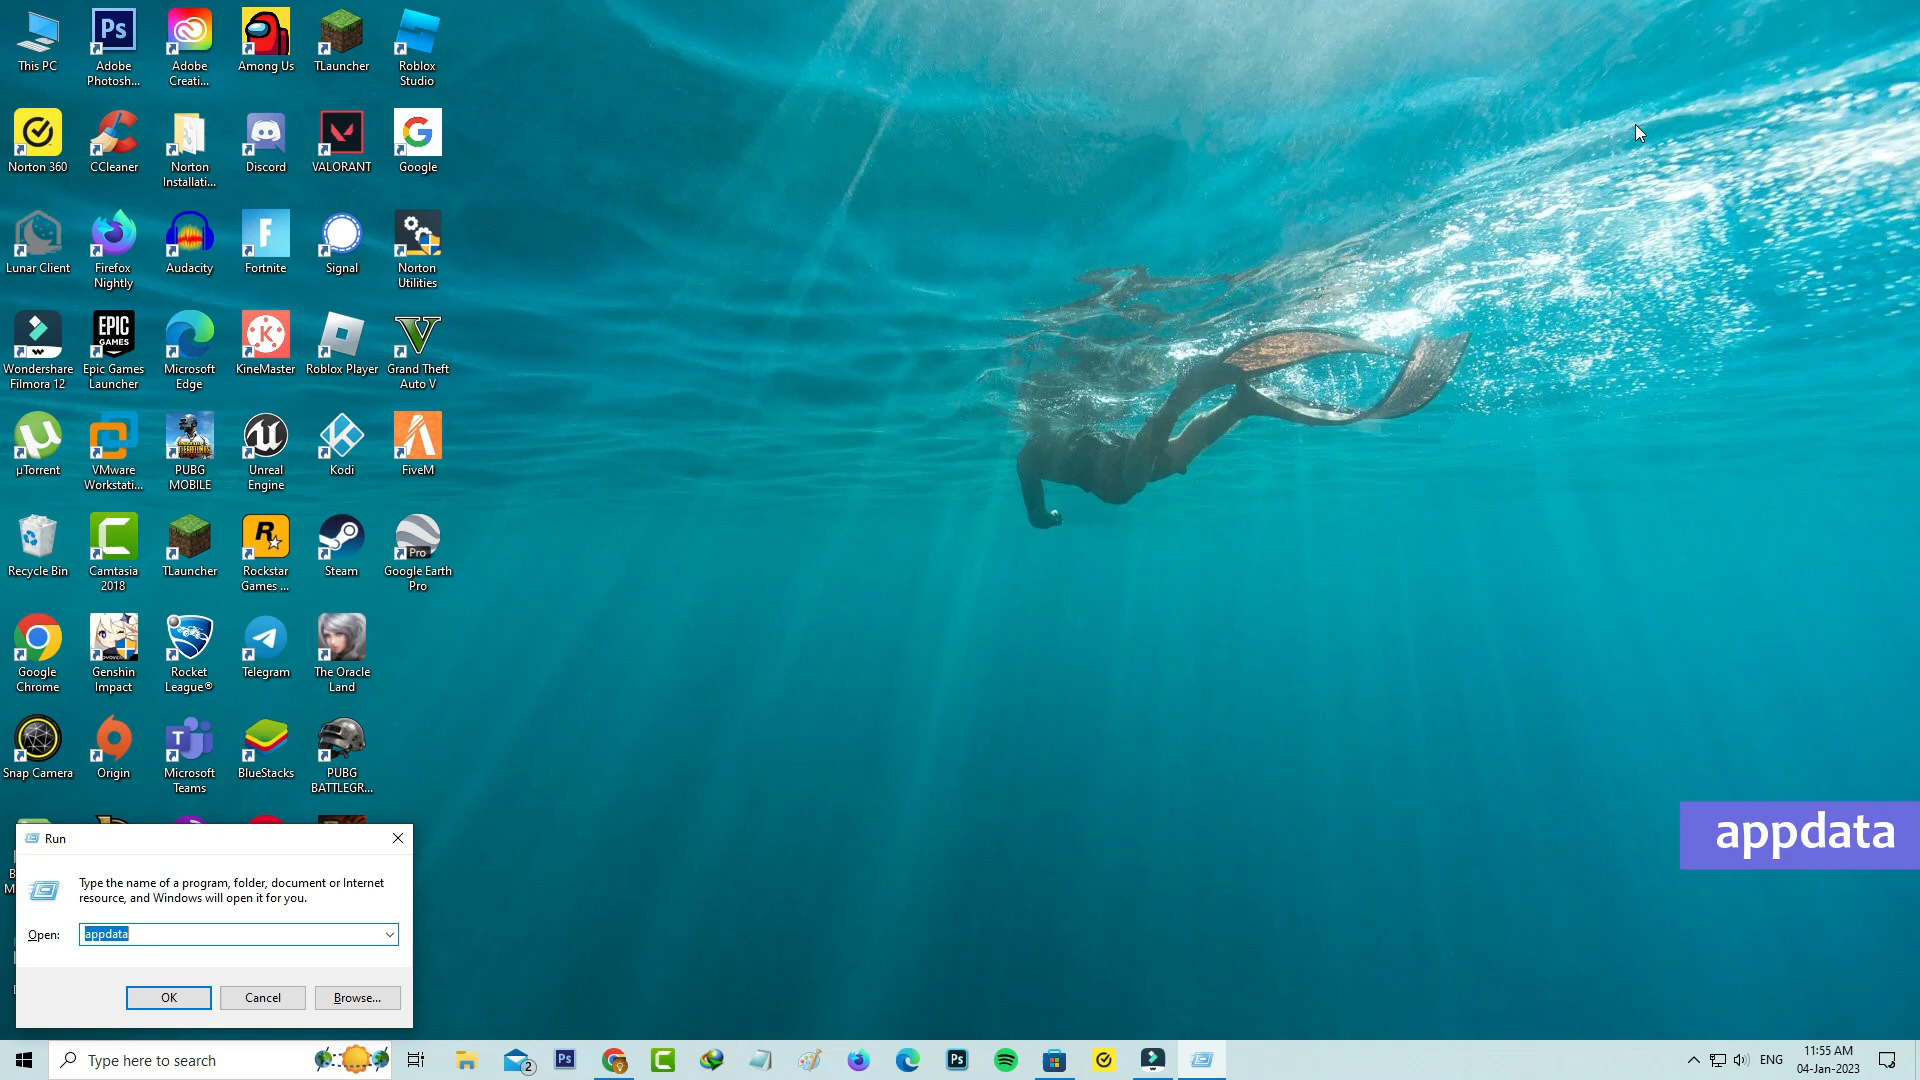 This PC
Adobe
Photosh...
Adobe
Creati...
Among Us
TLauncher
Roblox
Studio
Norton 360
CCleaner
Norton
Installati...
Discord
VALORANT
Google
Lunar Client
Firefox
Nightly
Audacity
Fortnite
Signal
Norton
Utilities
Wondershare
Filmora 12
Epic Games
Launcher
Microsoft
Edge
KineMaster
Roblox Player
Grand Theft
Auto V
µTorrent
VMware
Workstati...
PUBG
MOBILE
Unreal
Engine
Kodi
FiveM
Recycle Bin
Camtasia
2018
TLauncher
Rockstar
Games ...
Steam
Pro
Google Earth
Pro
Google
Chrome
Genshin
Impact
Rocket
League®
Telegram
The Oracle
Land
Snap Camera
Origin
Microsoft
Teams
BlueStacks
PUBG
BATTLEGR...
appdata
Run
Type the name of a program, folder, document or Internet
resource, and Windows will open it for you.
Open:
appdata
OK
Cancel
Browse...
Type here to search
2
ENG
11:55 AM
04-Jan-2023